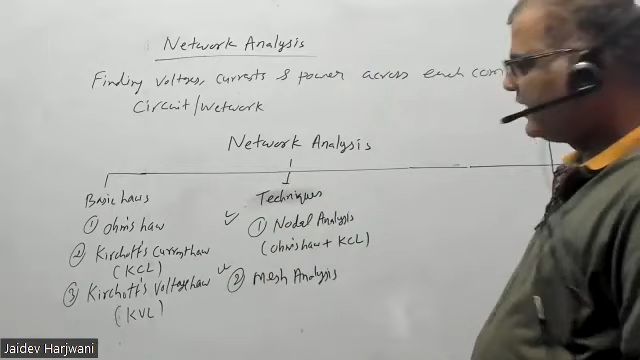 Network Analysis
Finding Voltages, currents & power across each com
Circuit/Network
Network Analysis
Basic Laws
① Ohm's Law
② Kirchoff's Current Law
(KCL)
③ Kirchoff's Voltage Law
(KVL)
Techniques
① Nodal Analysis
(Ohm's Law + KCL)
② Mesh Analysis
Jaidev Harjwani